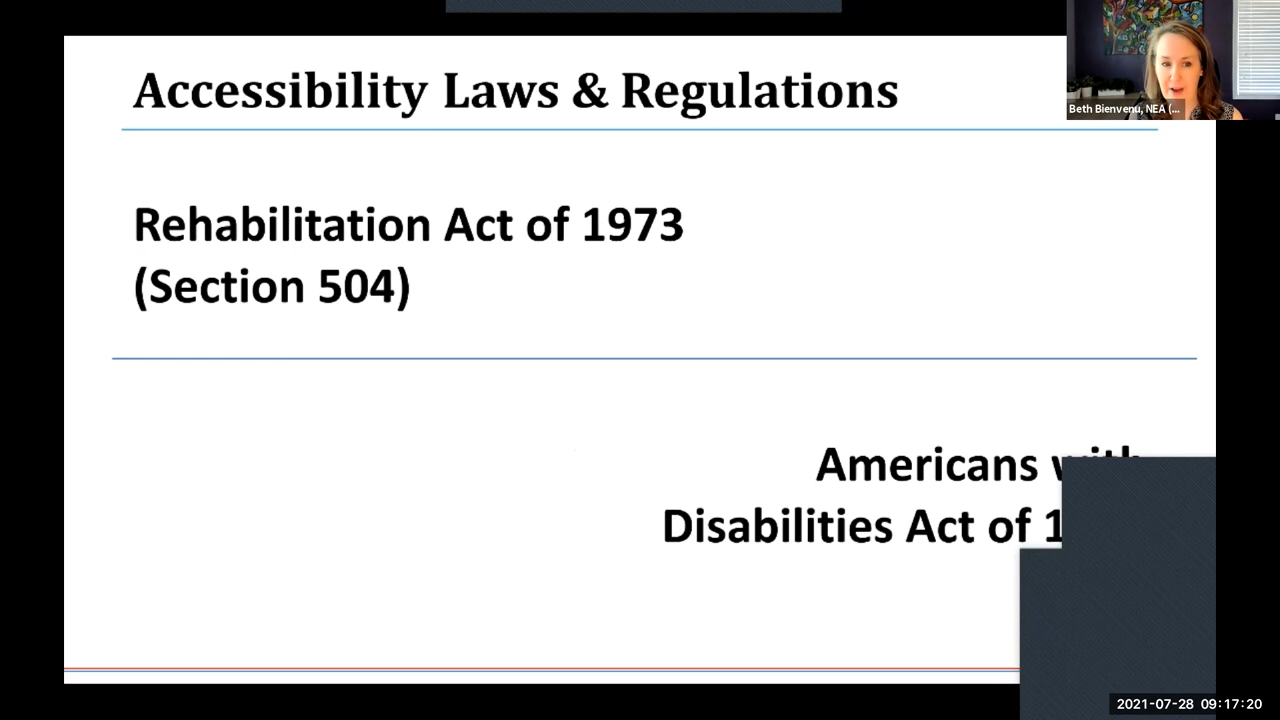 Accessibility Laws & Regulations
Beth Bienvenu, NEA (...
Rehabilitation Act of 1973
(Section 504)
Americans with
Disabilities Act of 1
2021-07-28 09:17:20